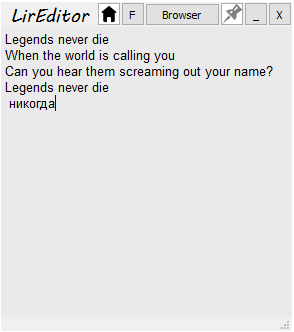 LirEditor F Browser _ X
Legends never die
When the world is calling you
Can you hear them screaming out your name?
Legends never die
никогда